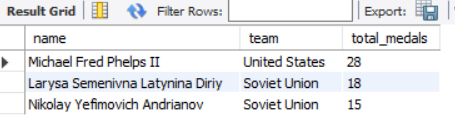 Result Grid Filter Rows: Export:
name team total_medals
Michael Fred Phelps II United States 28
Larysa Semenivna Latynina Diriy Soviet Union 18
Nikolay Yefimovich Andrianov Soviet Union 15